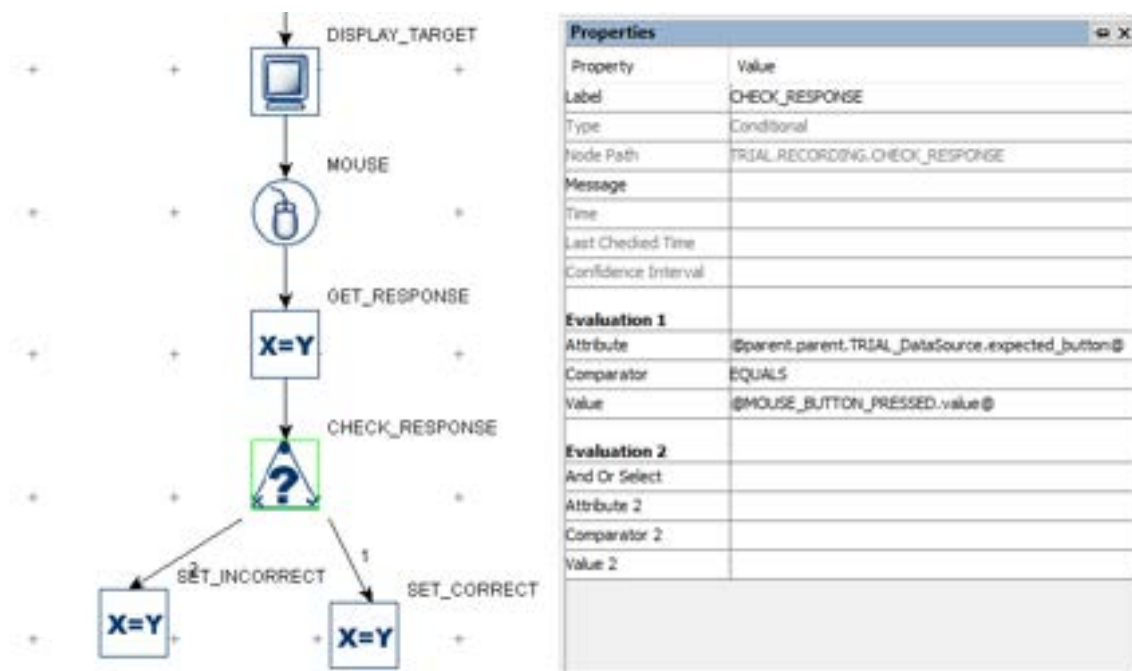 DISPLAY_TARGET
MOUSE
GET_RESPONSE
X=Y
CHECK_RESPONSE
?
2
1
SET_INCORRECT
SET_CORRECT
X=Y
X=Y
Properties
Property Value
Label CHECK_RESPONSE
Type Conditional
Node Path TRIAL.RECORDING.CHECK_RESPONSE
Message
Time
Last Checked Time
Confidence Interval
Evaluation 1
Attribute @parent.parent.TRIAL_DataSource.expected_button@
Comparator EQUALS
Value @MOUSE_BUTTON_PRESSED.value@
Evaluation 2
And Or Select
Attribute 2
Comparator 2
Value 2